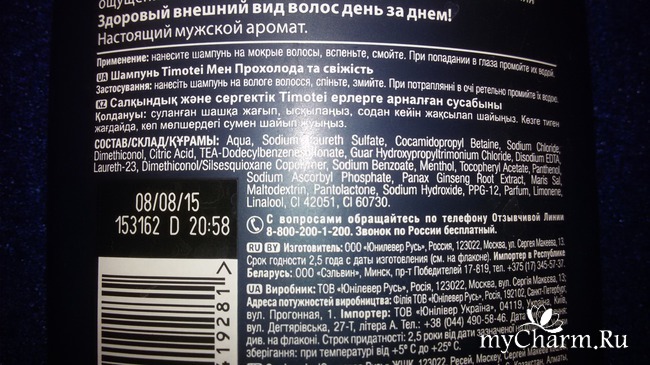 Здоровый внешний вид волос день за днем!
Настоящий мужской аромат.
Применение: нанесите шампунь на мокрые волосы, вспеньте, смойте. При попадании в глаза промойте их водой.
UA Шампунь Timotei Мен Прохолода та свіжість
Застосування: нанесіть шампунь на вологе волосся, спініть, змийте. При потраплянні в очі ретельно промийте їх водою.
KZ Салқындық және сергектік Timotei ерлерге арналған сусабыны
Қолдануы: суланған шашқа жағып, ысқылаңыз, содан кейін жақсылап шайыңыз. Көзге тиген
жағдайда, көп мөлшердегі сумен шайып жуыңыз.
СОСТАВ/СКЛАД/ҚҰРАМЫ: Aqua, Sodium Laureth Sulfate, Cocamidopropyl Betaine, Sodium Chloride,
Dimethiconol, Citric Acid, TEA-Dodecylbenzenesulfonate, Guar Hydroxypropyltrimonium Chloride, Disodium EDTA,
Laureth-23, Dimethiconol/Silsesquioxane Copolymer, Sodium Benzoate, Menthol, Tocopheryl Acetate, Panthenol,
Sodium Ascorbyl Phosphate, Panax Ginseng Root Extract, Maris Sal,
Maltodextrin, Pantolactone, Sodium Hydroxide, PPG-12, Parfum, Limonene,
Linalool, CI 42051, CI 60730.
08/08/15
153162 D 20:58
С вопросами обращайтесь по телефону Отзывчивой Линии
8-800-200-1-200. Звонок по России бесплатный.
RU BY Изготовитель: ООО «Юнилевер Русь», Россия, 123022, Москва, ул. Сергея Макеева, 13.
Срок годности 2,5 года с даты изготовления (см. на флаконе). Импортер в Республике
Беларусь: ООО «Сэльвин», Минск, пр-т Победителей 17-819, тел. +375 (17) 345-57-37.
UA Виробник: ТОВ «Юнілевер Русь», 123022, Росія, Москва, вул. Сергія Макеєва, 13.
Адреса потужностей виробництва: Філія ТОВ «Юнілевер Русь», Росія, 192102, Санкт-Петербург,
вул. Прогонная, 1. Імпортер: ТОВ «Юнілівер Україна», 04119, Україна, Київ,
вул. Дегтярівська, 27-Т, літера А. Тел. +38 (044) 490-58-46. Дата
див. на флаконі. Строк придатності: 2,5 роки від дати зазначеної
зберігання: при температурі від +5° С до +25° С.
419281
myCharm.Ru